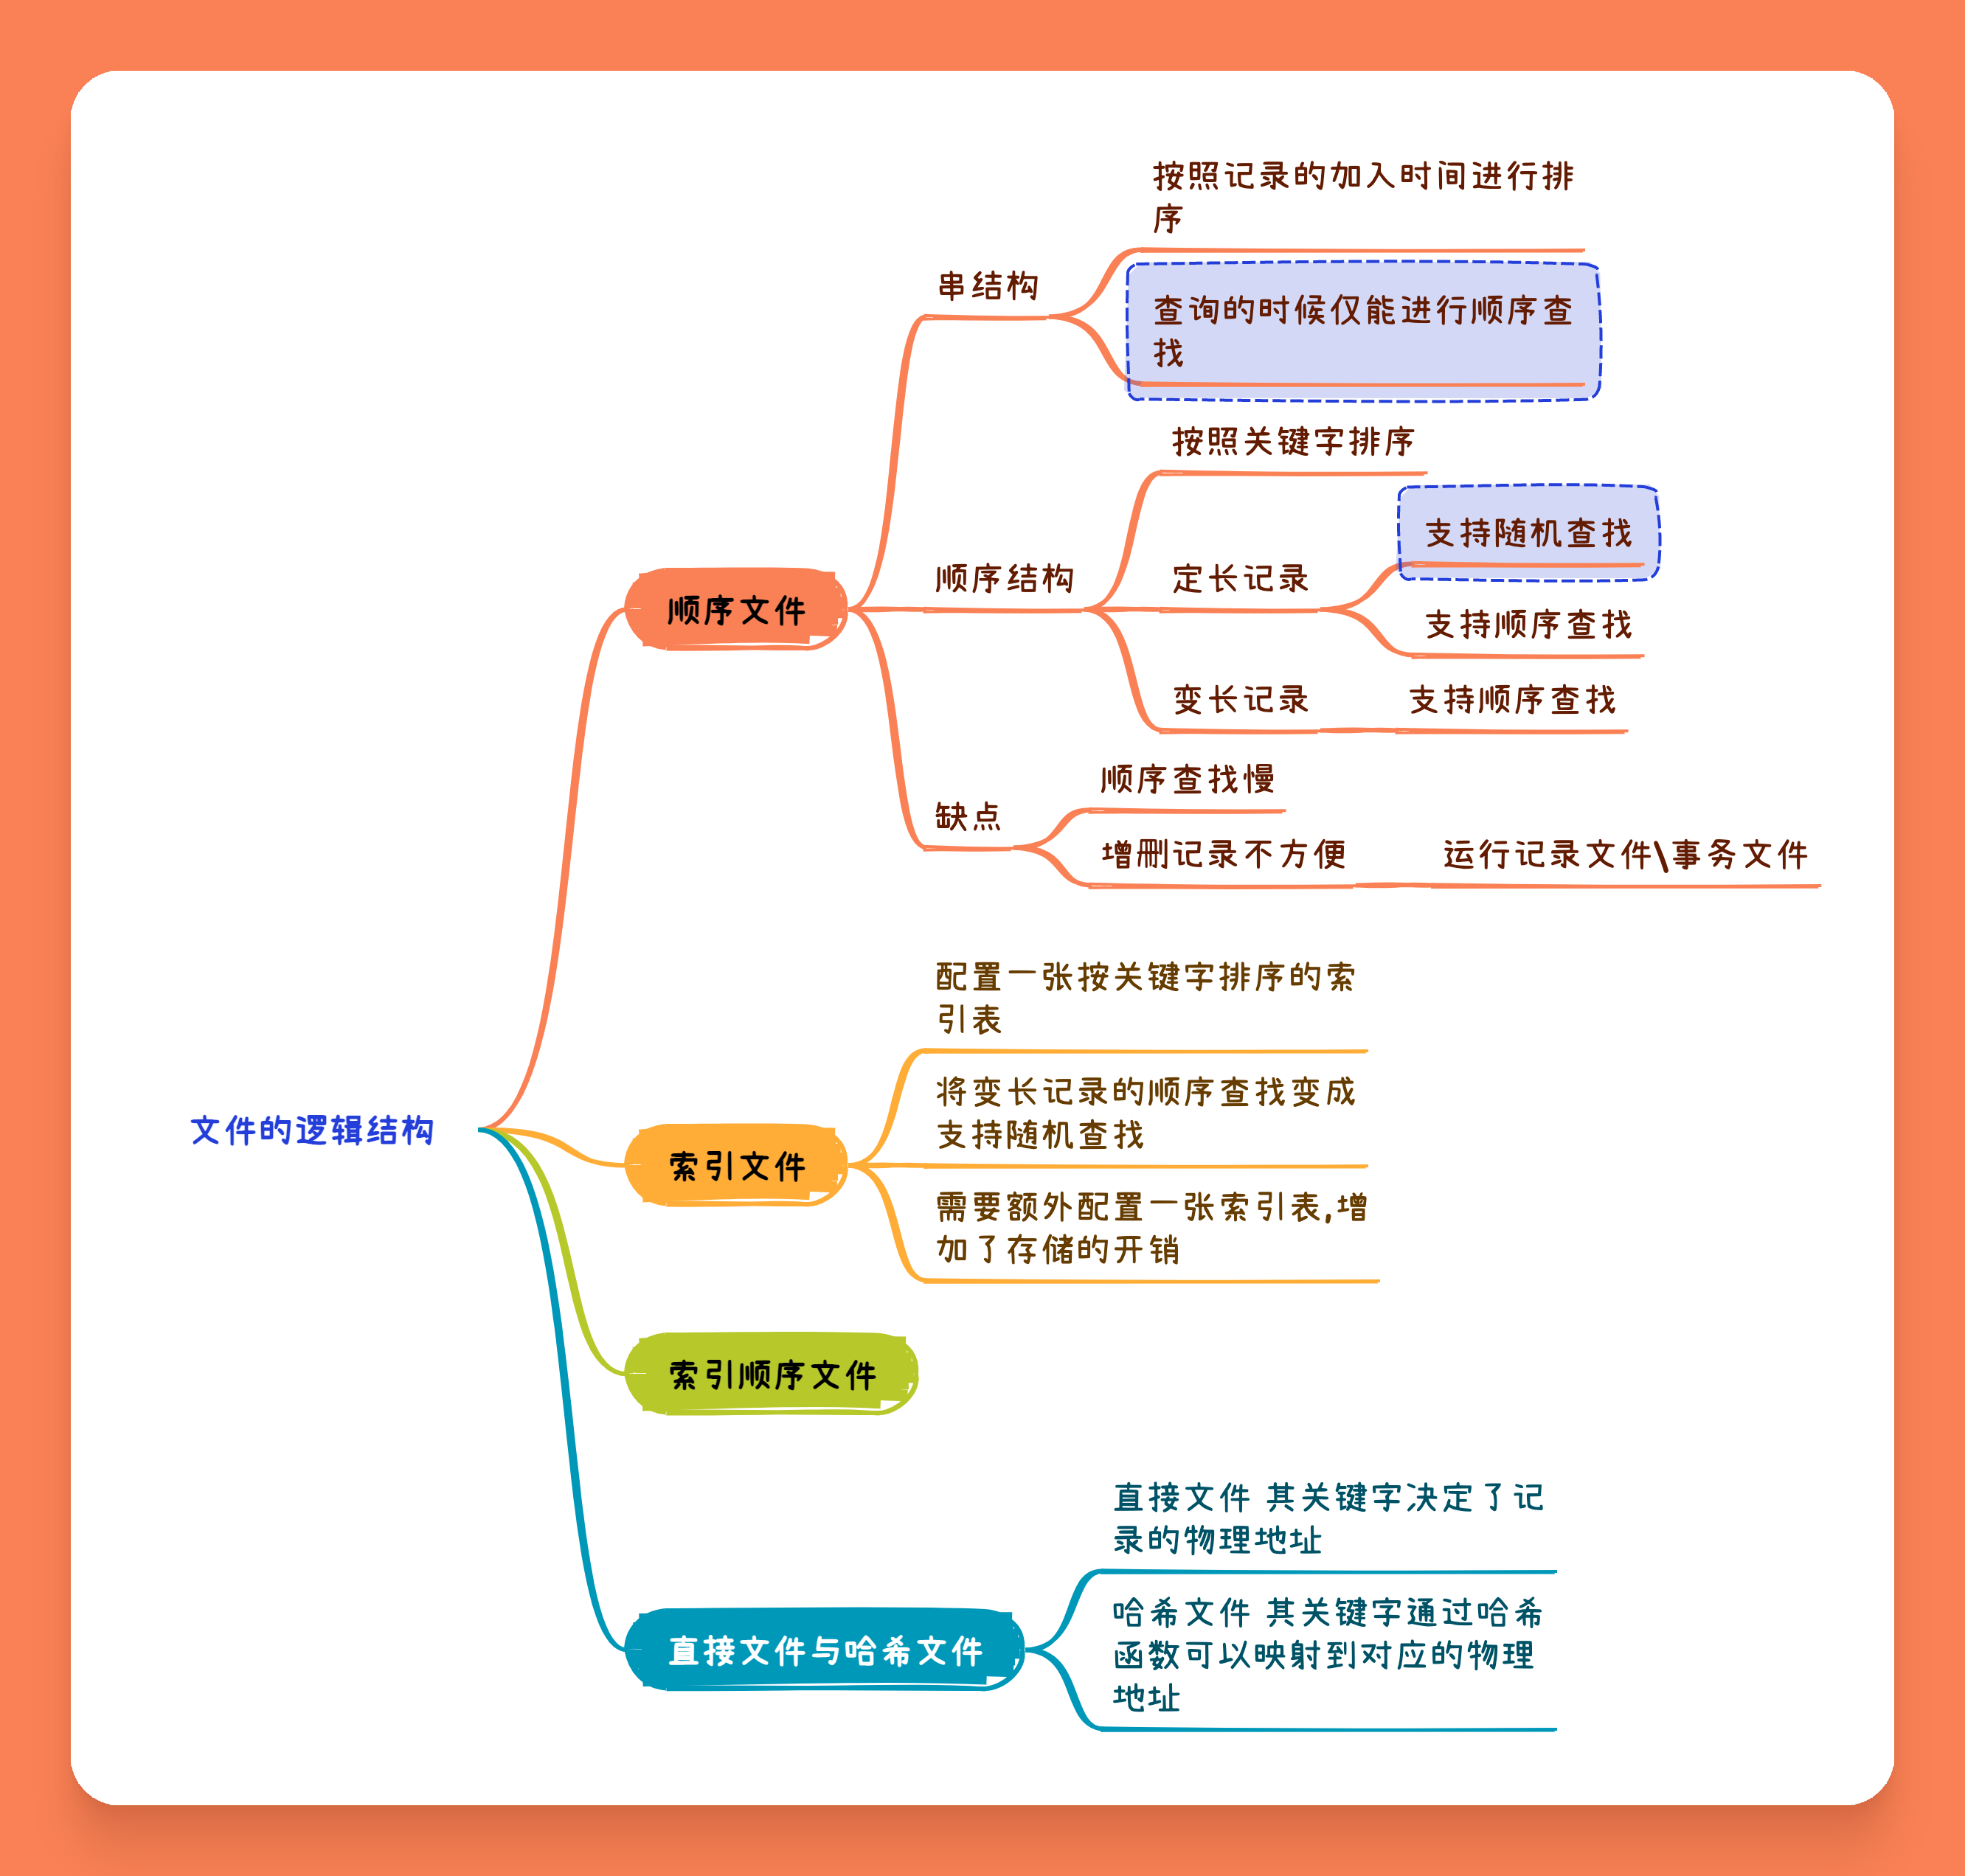 按照记录的加入时间进行排
序
串结构
查询的时候仅能进行顺序查
找
按照关键字排序
支持随机查找
顺序结构
定长记录
顺序文件
支持顺序查找
变长记录
支持顺序查找
顺序查找慢
缺点
增删记录不方便
运行记录文件\事务文件
配置一张按关键字排序的索
引表
将变长记录的顺序查找变成
支持随机查找
文件的逻辑结构
索引文件
需要额外配置一张索引表,增
加了存储的开销
索引顺序文件
直接文件 其关键字决定了记
录的物理地址
哈希文件 其关键字通过哈希
函数可以映射到对应的物理
地址
直接文件与哈希文件